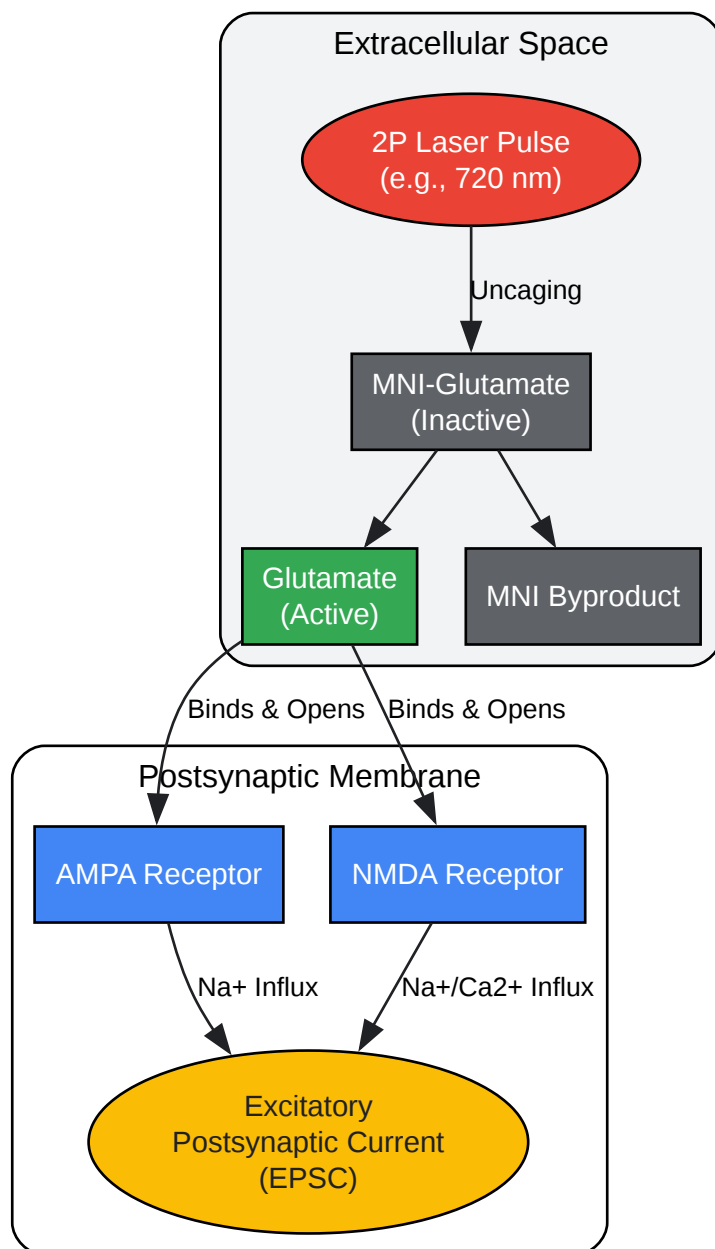 Extracellular Space
2P Laser Pulse
(e.g., 720 nm)
Uncaging
MNI-Glutamate
(Inactive)
Glutamate
(Active)
MNI Byproduct
Binds & Opens
Binds & Opens
Postsynaptic Membrane
AMPA Receptor
NMDA Receptor
Na+ Influx
Na+/Ca2+ Influx
Excitatory
Postsynaptic Current
(EPSC)